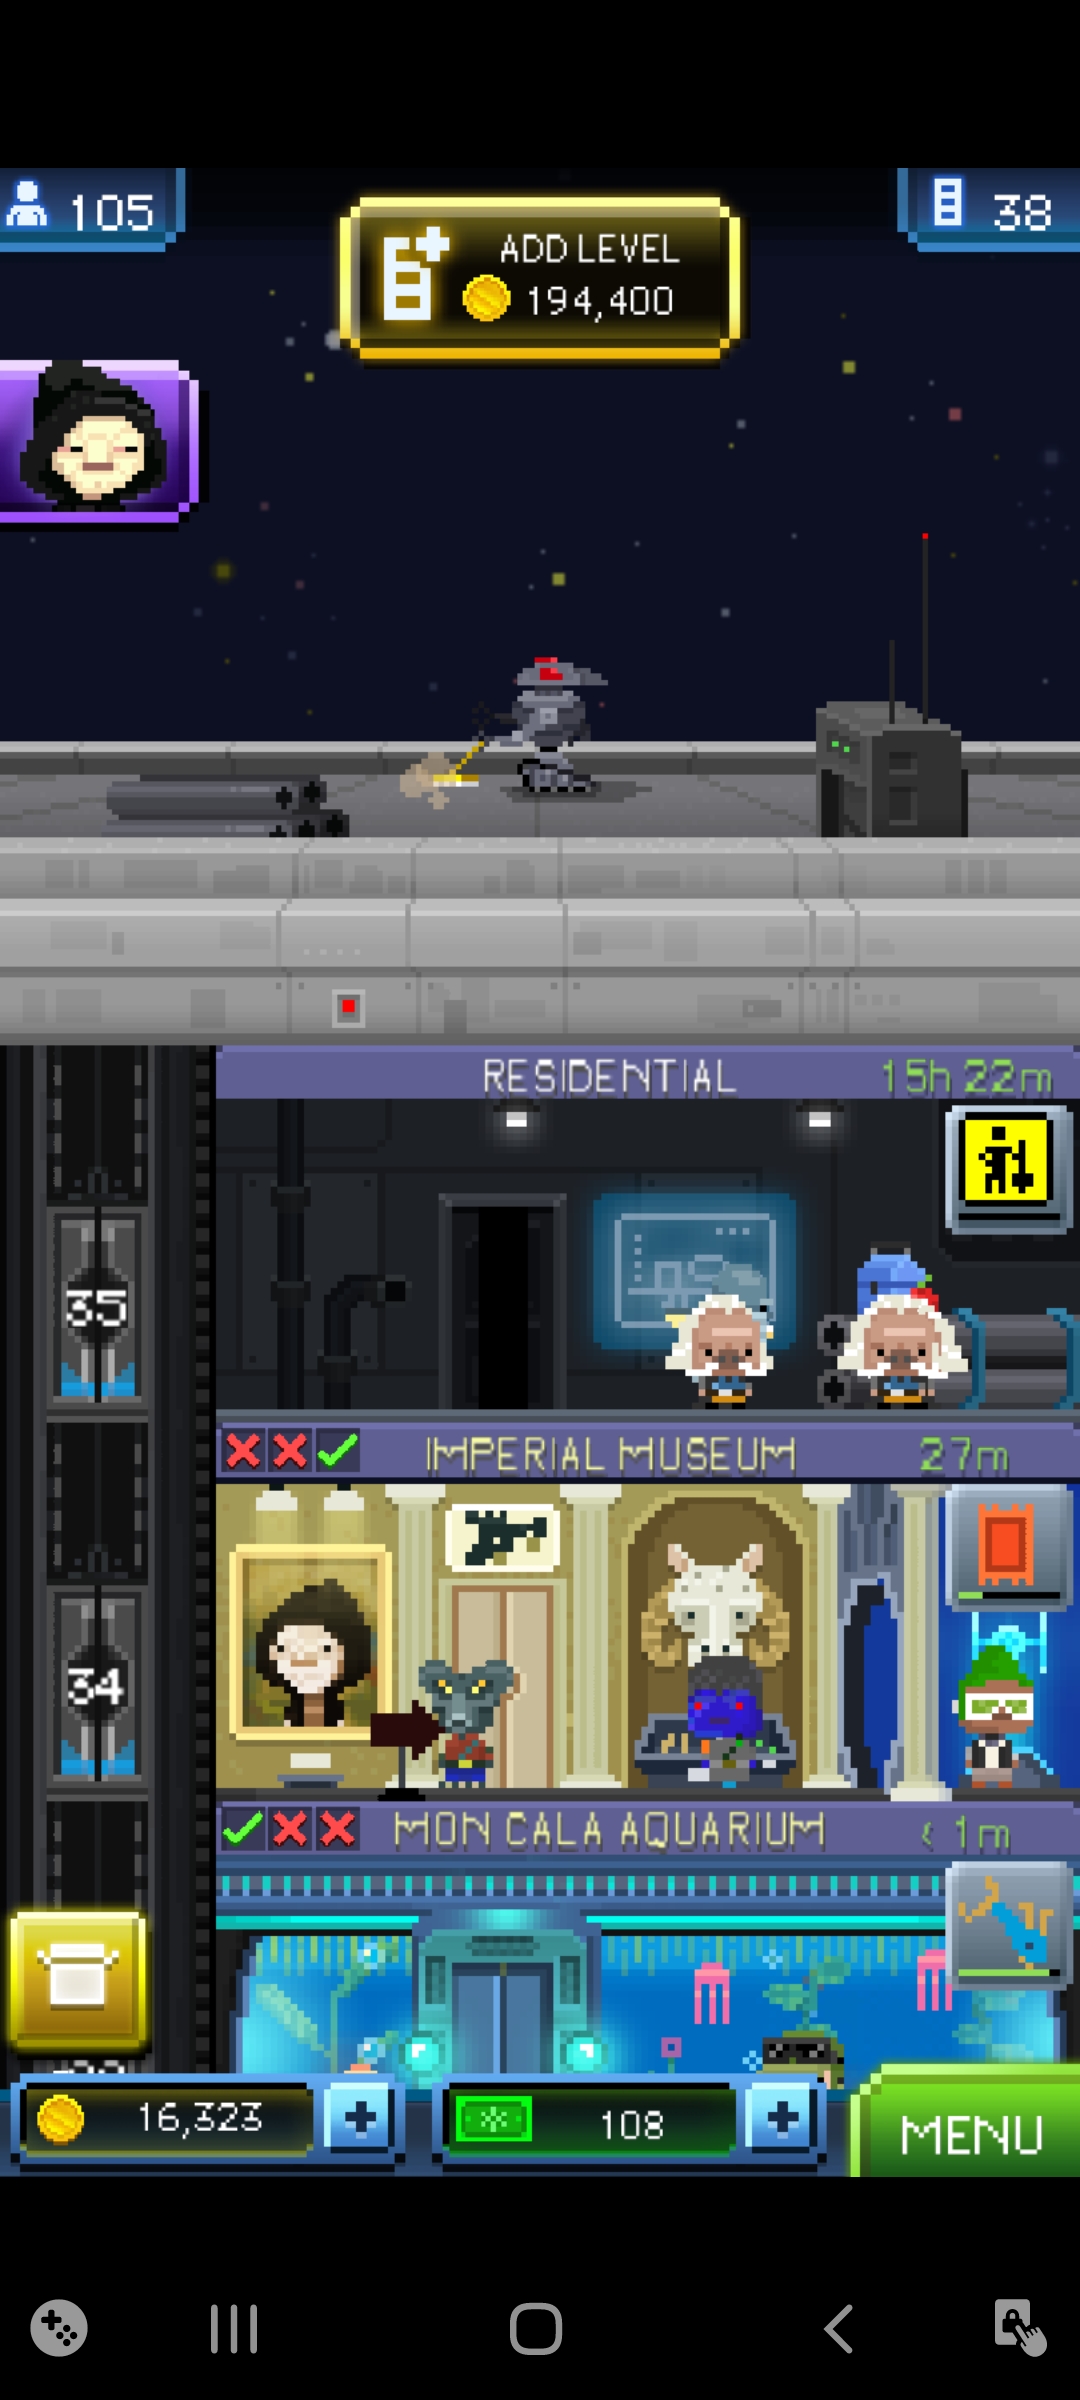 105
ADD LEVEL
194,400
38
RESIDENTIAL 15h 22m
35
IMPERIAL MUSEUM 27m
34
MON CALA AQUARIUM < 1m
16,323
108
MENU